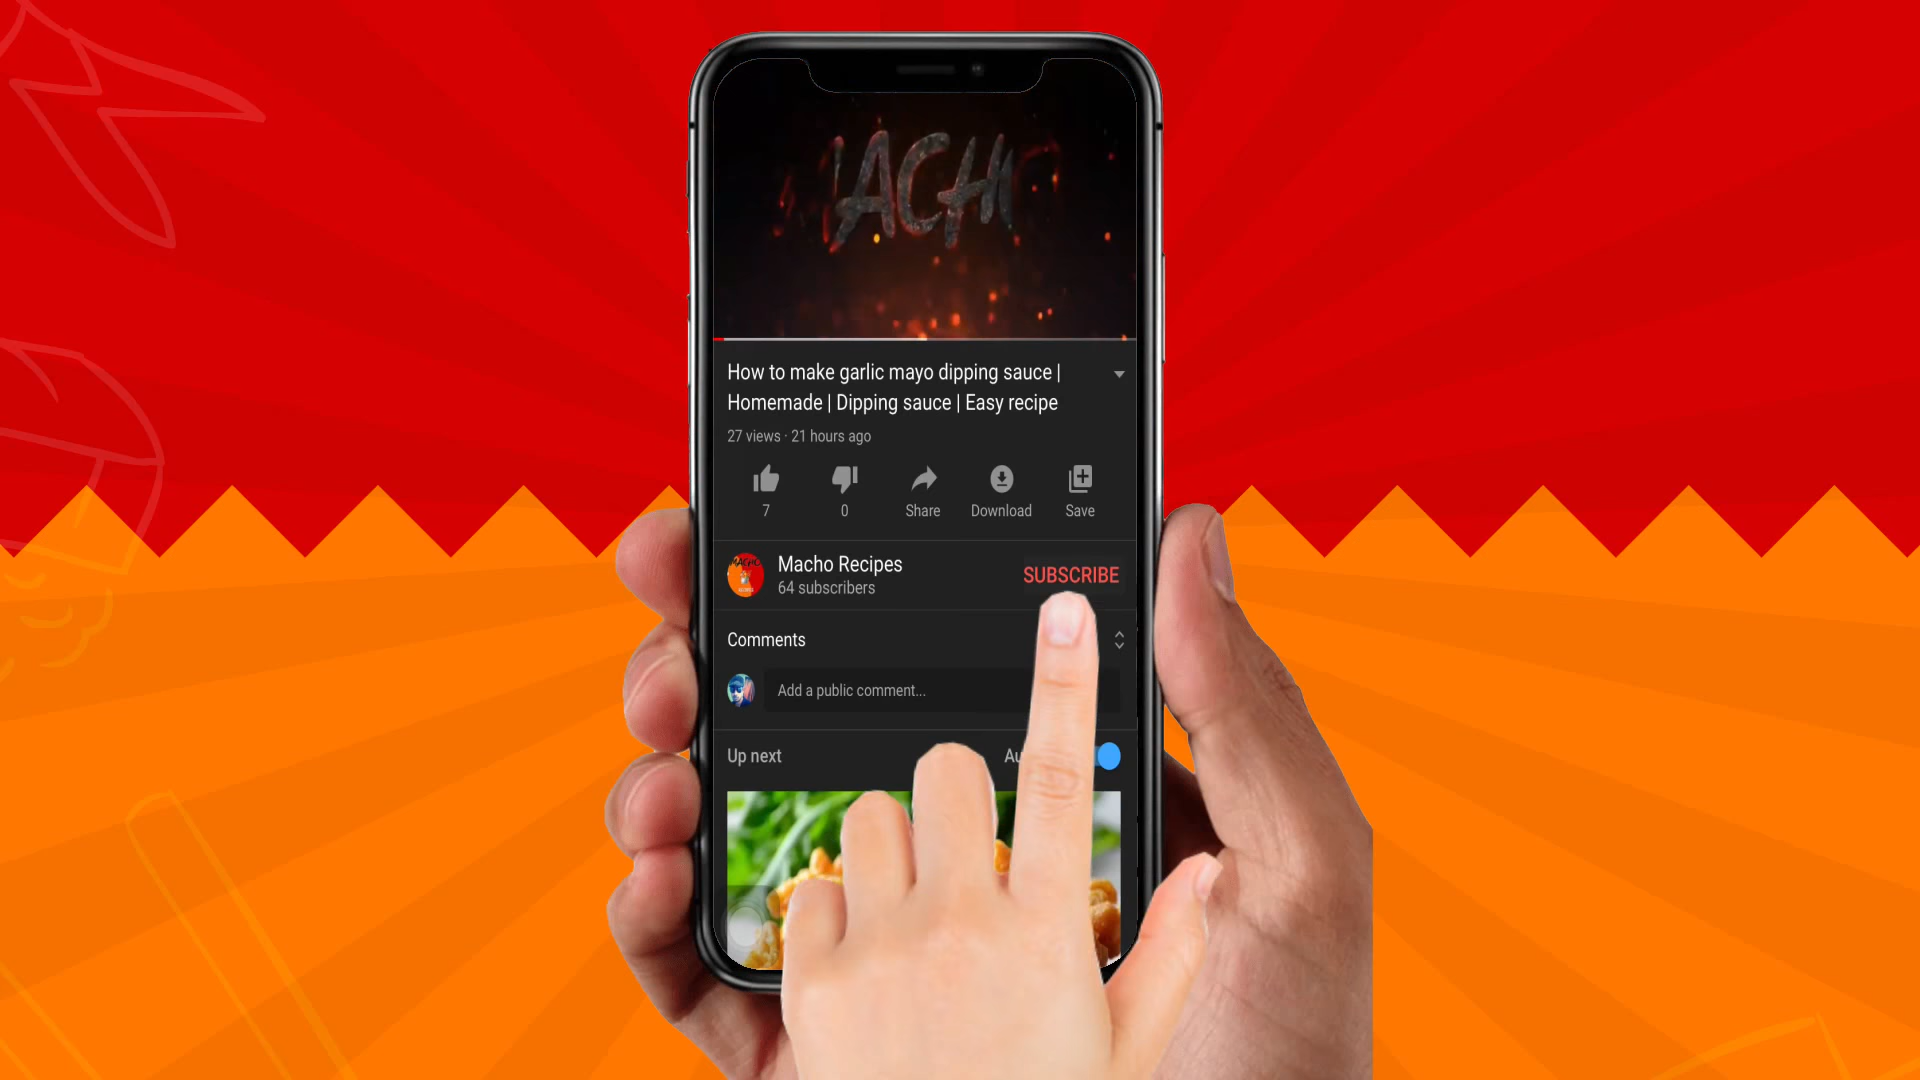 How to make garlic mayo dipping sauce |
Homemade | Dipping sauce | Easy recipe
27 views · 21 hours ago
7
0
Share
Download
Save
Macho Recipes
64 subscribers
SUBSCRIBE
Comments
Add a public comment...
Up next